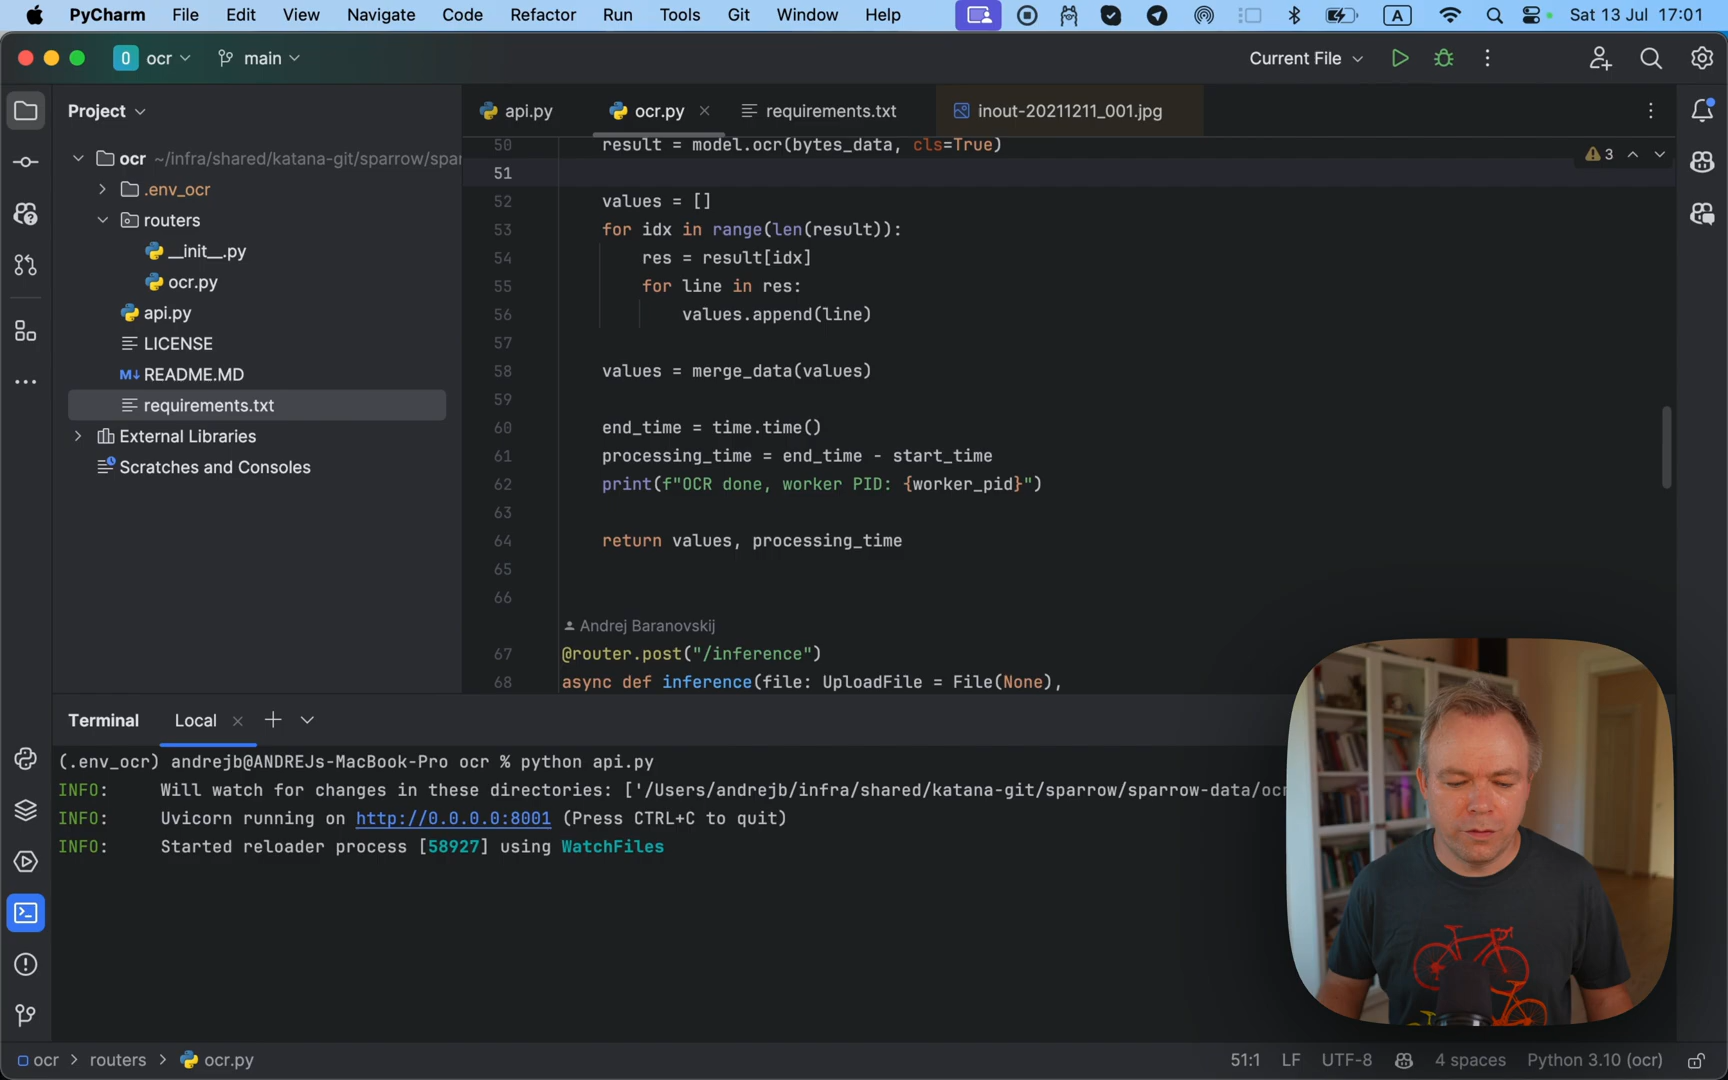 PyCharm File Edit View Navigate Code Refactor Run Tools Git Window Help A Sat 13 Jul 17:01
O ocr main Current File
Project
api.py ocr.py requirements.txt inout-20211211_001.jpg
ocr ~/infra/shared/katana-git/sparrow/spar
.env_ocr
routers
__init__.py
ocr.py
api.py
LICENSE
M↓ README.MD
requirements.txt
External Libraries
Scratches and Consoles
3
50 result = model.ocr(bytes_data, cls=True)
51
52 values = []
53 for idx in range(len(result)):
54 res = result[idx]
55 for line in res:
56 values.append(line)
57
58 values = merge_data(values)
59
60 end_time = time.time()
61 processing_time = end_time - start_time
62 print(f"OCR done, worker PID: {worker_pid}")
63
64 return values, processing_time
65
66
Andrej Baranovskij
67 @router.post("/inference")
68 async def inference(file: UploadFile = File(None),
Terminal Local
(.env_ocr) andrejb@ANDREJs-MacBook-Pro ocr % python api.py
INFO: Will watch for changes in these directories: ['/Users/andrejb/infra/shared/katana-git/sparrow/sparrow-data/ocr
INFO: Uvicorn running on http://0.0.0.0:8001 (Press CTRL+C to quit)
INFO: Started reloader process [58927] using WatchFiles
ocr > routers > ocr.py 51:1 LF UTF-8 4 spaces Python 3.10 (ocr)